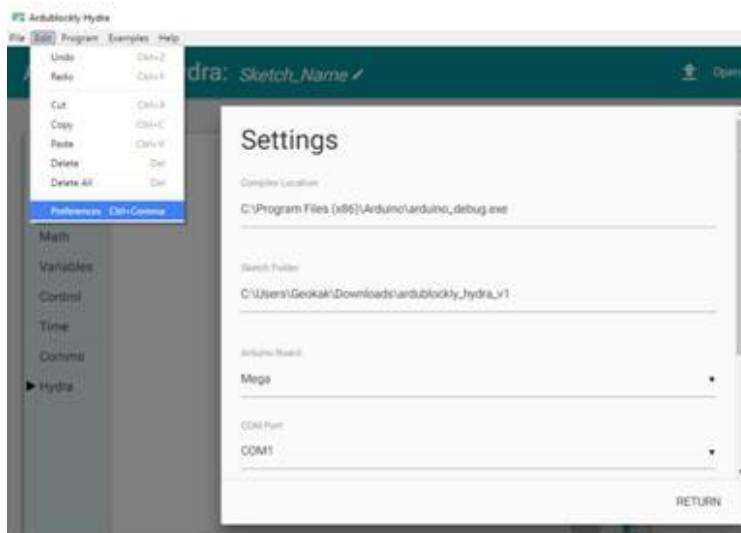 Ardublockly Hydra
File Edit Program Examples Help
Undo Ctrl+Z
Redo Ctrl+Y
Cut Ctrl+X
Copy Ctrl+C
Paste Ctrl+V
Delete Del
Delete All Del
Preferences Ctrl+Comma
dra: Sketch_Name
Open
Math
Variables
Control
Time
Comms
Hydra
Settings
Compiler Location:
C:\Program Files (x86)\Arduino\arduino_debug.exe
Sketch Folder:
C:\Users\Geokak\Downloads\ardublockly_hydra_v1
Arduino Board:
Mega
COM Port:
COM1
RETURN